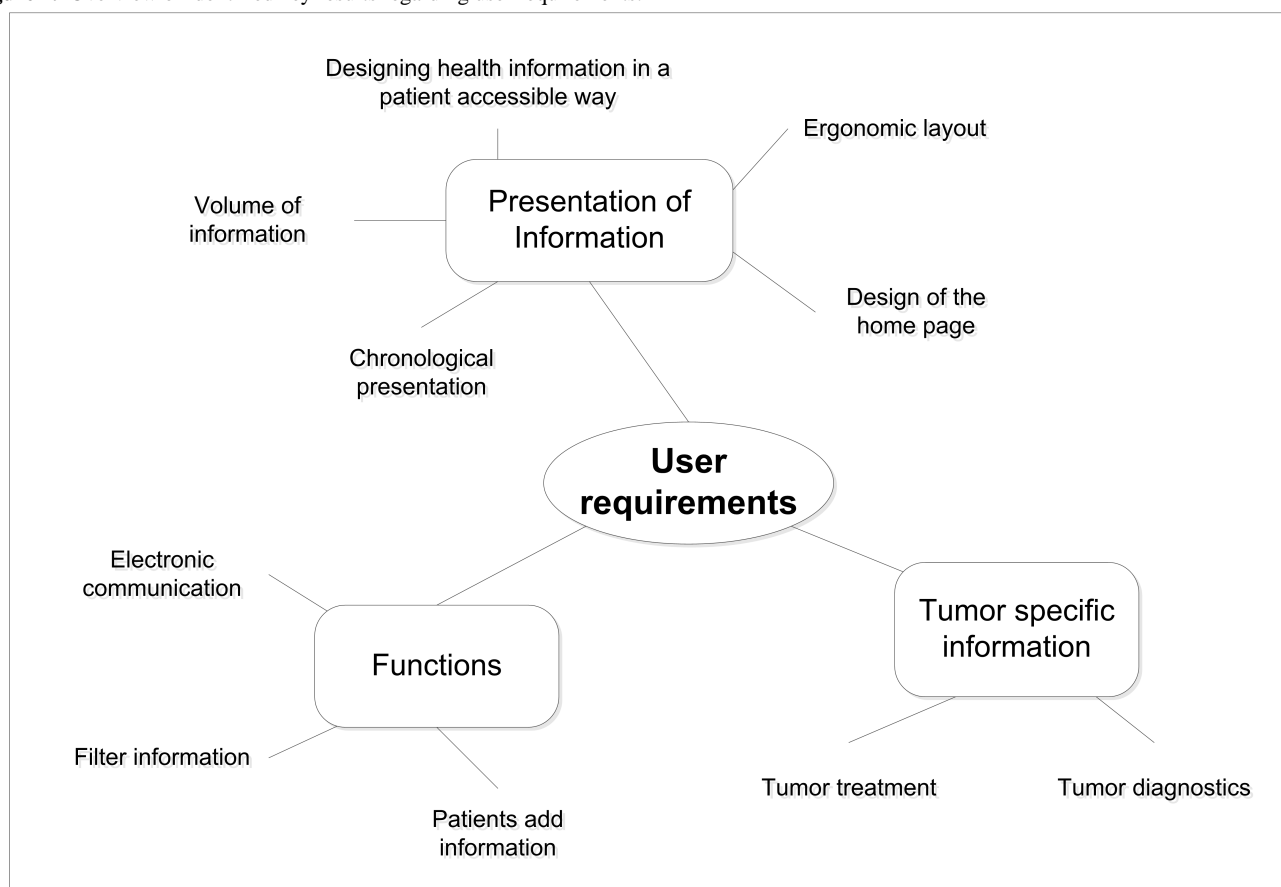 Designing health information in a
patient accessible way
Ergonomic layout
Presentation of
Information
Volume of
information
Design of the
home page
Chronological
presentation
User
requirements
Electronic
communication
Functions
Tumor specific
information
Filter information
Patients add
information
Tumor treatment
Tumor diagnostics